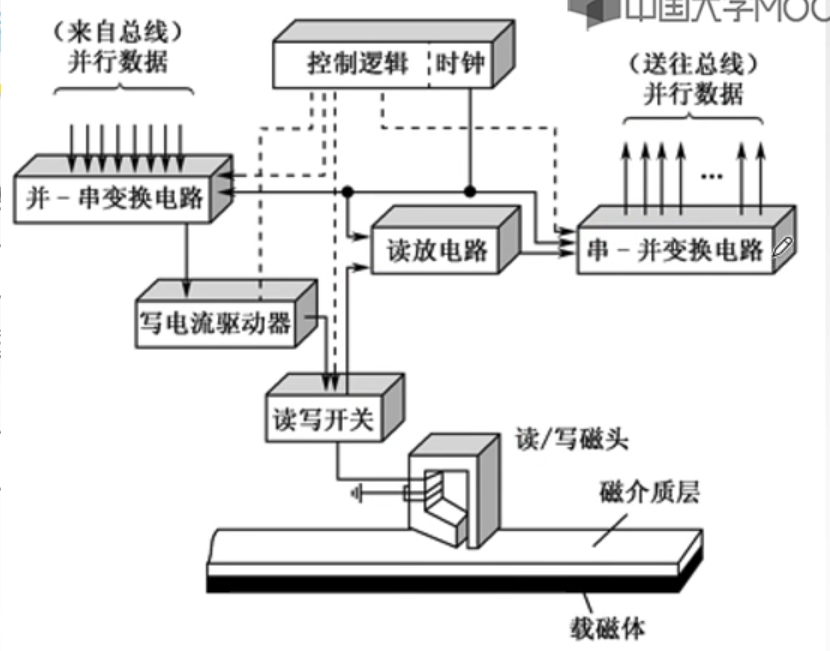 中国大学MOO
（来自总线）
并行数据
控制逻辑 时钟
（送往总线）
并行数据
并－串变换电路
...
读放电路
串－并变换电路
写电流驱动器
读写开关
读/写磁头
磁介质层
载磁体